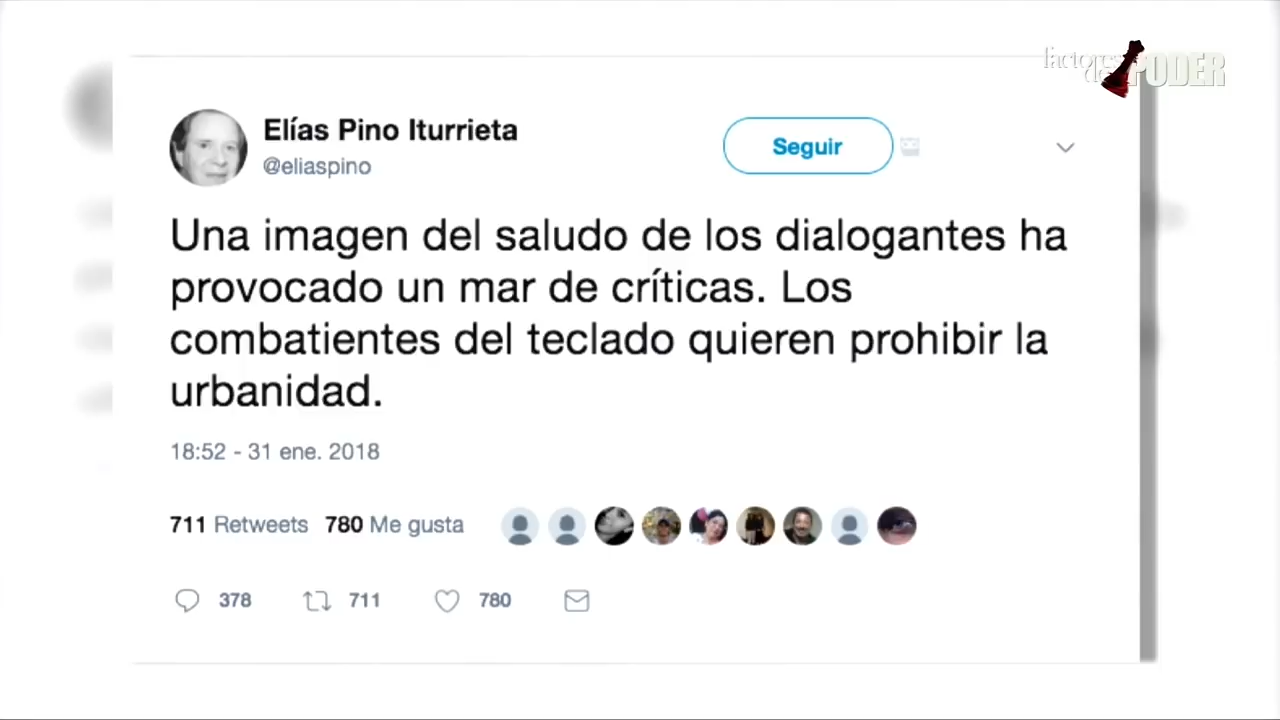 factores de PODER
Elías Pino Iturrieta
@eliaspino
Seguir
Una imagen del saludo de los dialogantes ha
provocado un mar de críticas. Los
combatientes del teclado quieren prohibir la
urbanidad.
18:52 - 31 ene. 2018
711 Retweets 780 Me gusta
378 711 780